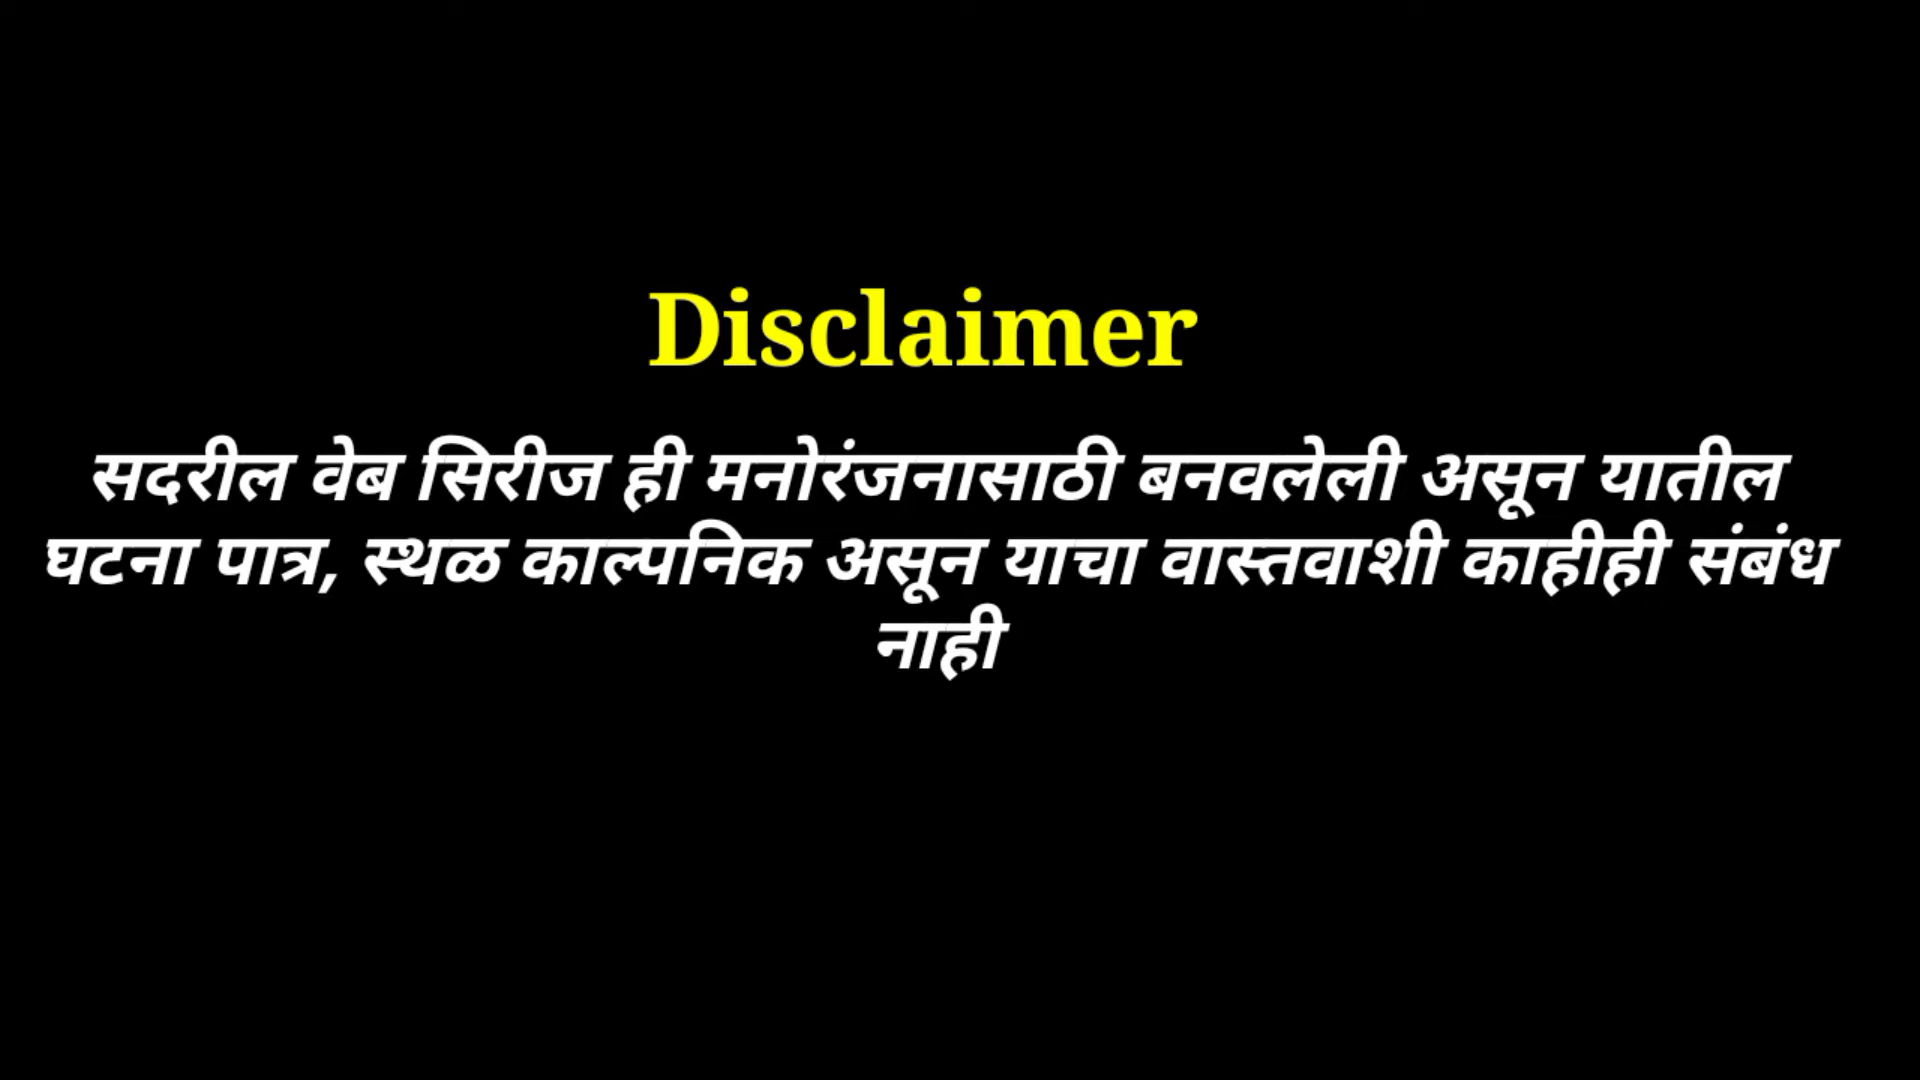 Disclaimer
सदरील वेब सिरीज ही मनोरंजनासाठी बनवलेली असून यातील
घटना पात्र, स्थळ काल्पनिक असून याचा वास्तवाशी काहीही संबंध
नाही